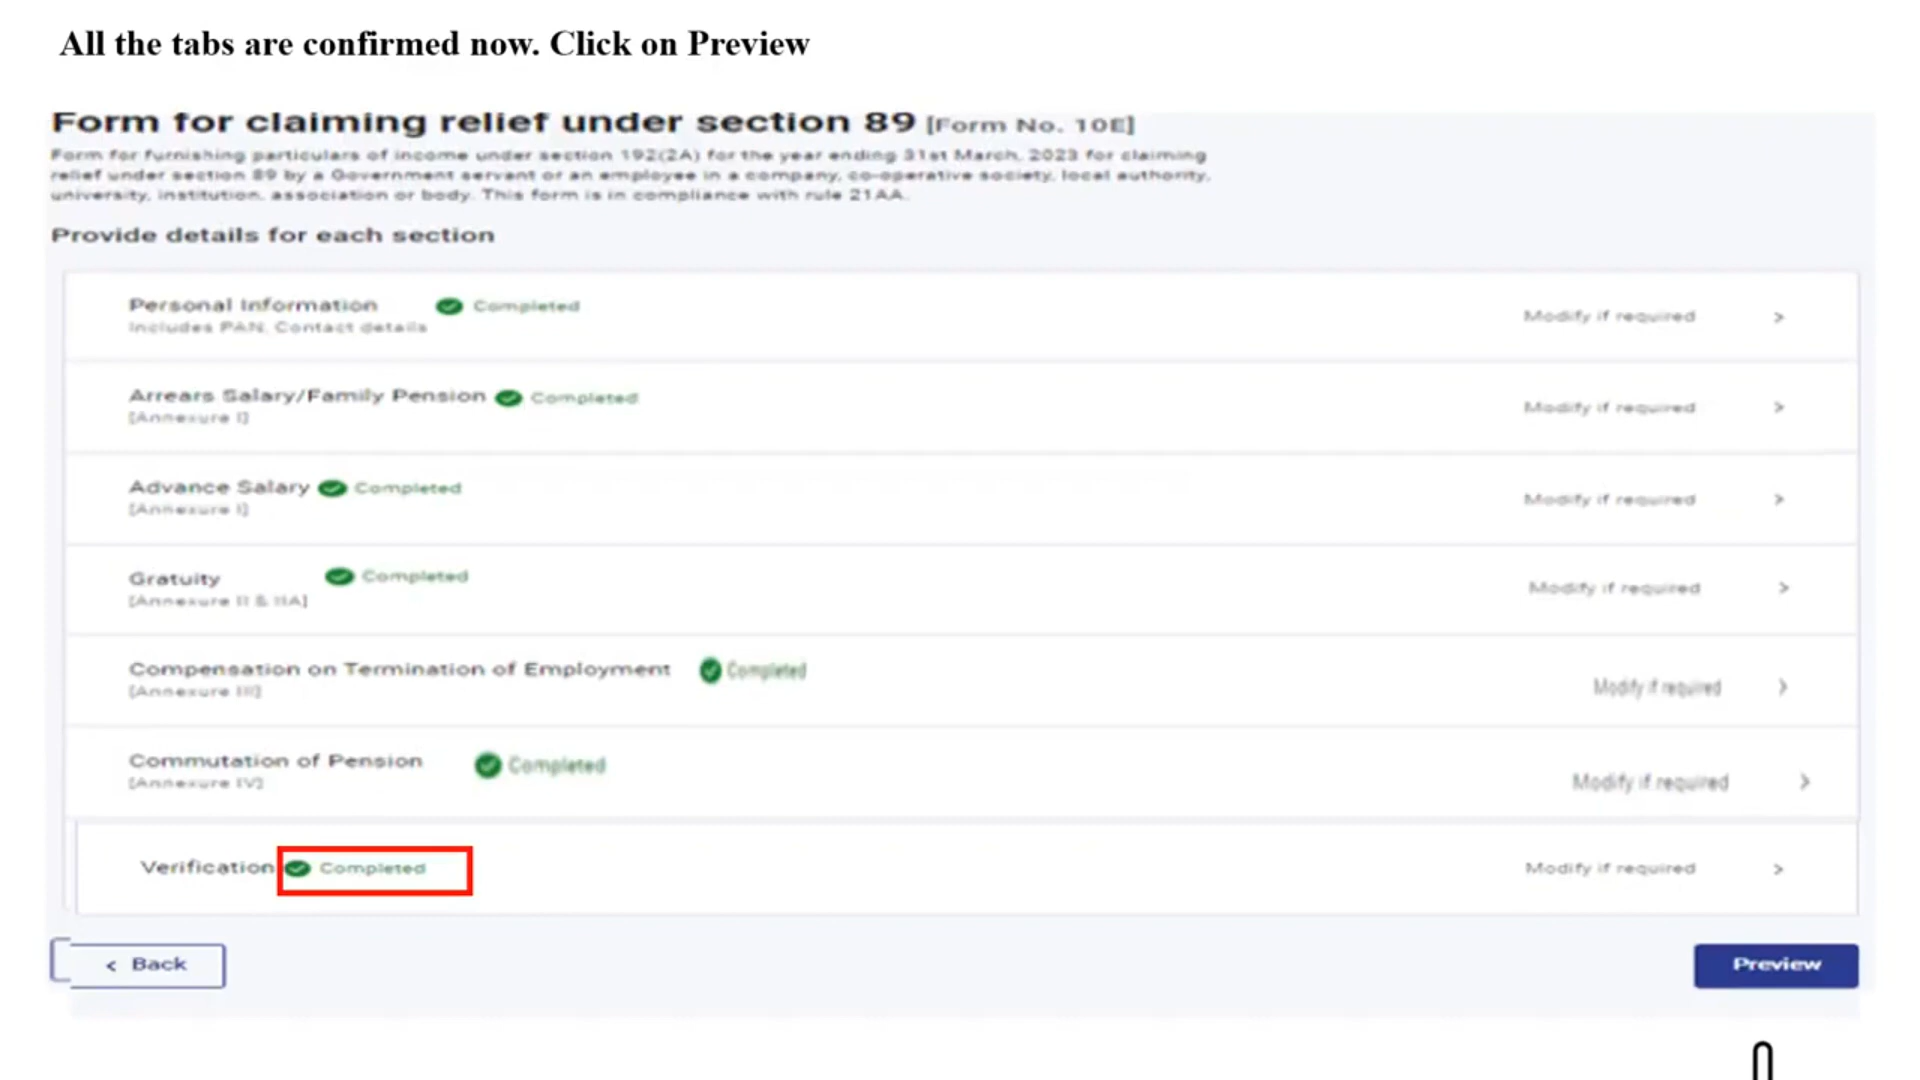 All the tabs are confirmed now. Click on Preview
Form for claiming relief under section 89 [Form No. 10E]
Form for furnishing particulars of income under section 192(2A) for the year ending 31st March, 2023 for claiming
relief under section 89 by a Government servant or an employee in a company, co-operative society, local authority,
university, institution, association or body. This form is in compliance with rule 21AA.
Provide details for each section
Personal Information Completed
Includes PAN, Contact details
Modify if required >
Arrears Salary/Family Pension Completed
[Annexure I]
Modify if required >
Advance Salary Completed
[Annexure I]
Modify if required >
Gratuity Completed
[Annexure II & IIA]
Modify if required >
Compensation on Termination of Employment Completed
[Annexure III]
Modify if required >
Commutation of Pension Completed
[Annexure IV]
Modify if required >
Verification Completed
Modify if required >
< Back
Preview